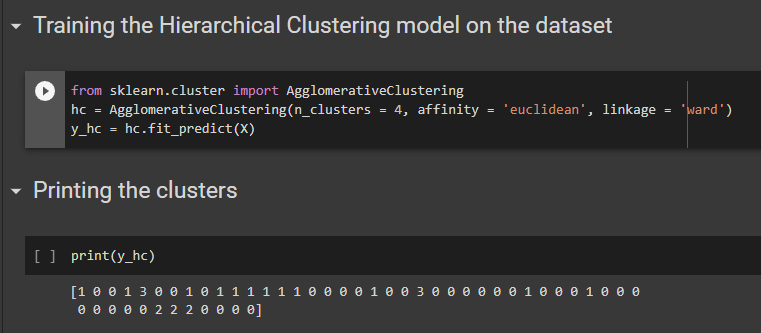 Training the Hierarchical Clustering model on the dataset
from sklearn.cluster import AgglomerativeClustering
hc = AgglomerativeClustering(n_clusters = 4, affinity = 'euclidean', linkage = 'ward')
y_hc = hc.fit_predict(X)
Printing the clusters
[ ] print(y_hc)
[1 0 0 1 3 0 0 1 0 1 1 1 1 1 1 0 0 0 0 1 0 0 3 0 0 0 0 0 0 1 0 0 0 1 0 0 0
0 0 0 0 0 2 2 2 0 0 0 0]